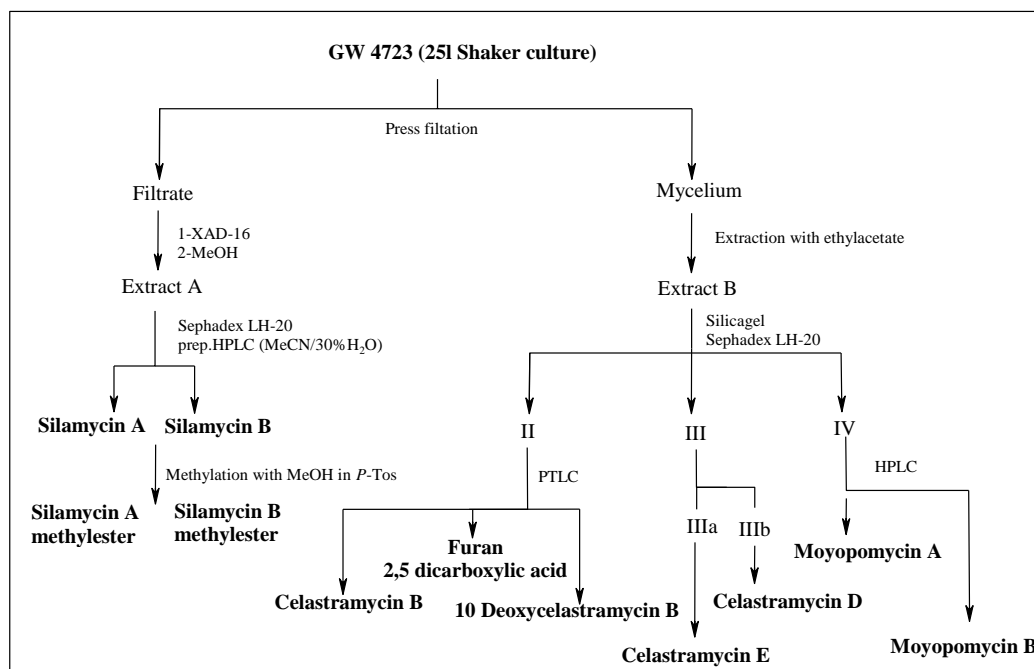 GW 4723 (25l Shaker culture)
Press filtation
Filtrate
Mycelium
1-XAD-16
2-MeOH
Extraction with ethylacetate
Extract A
Extract B
Sephadex LH-20
prep.HPLC (MeCN/30%H₂O)
Silicagel
Sephadex LH-20
Silamycin A
Silamycin B
II
III
IV
Methylation with MeOH in P-Tos
PTLC
HPLC
Silamycin A
methylester
Silamycin B
methylester
Furan
2,5 dicarboxylic acid
IIIa
IIIb
Moyopomycin A
Celastramycin B
10 Deoxycelastramycin B
Celastramycin D
Celastramycin E
Moyopomycin B